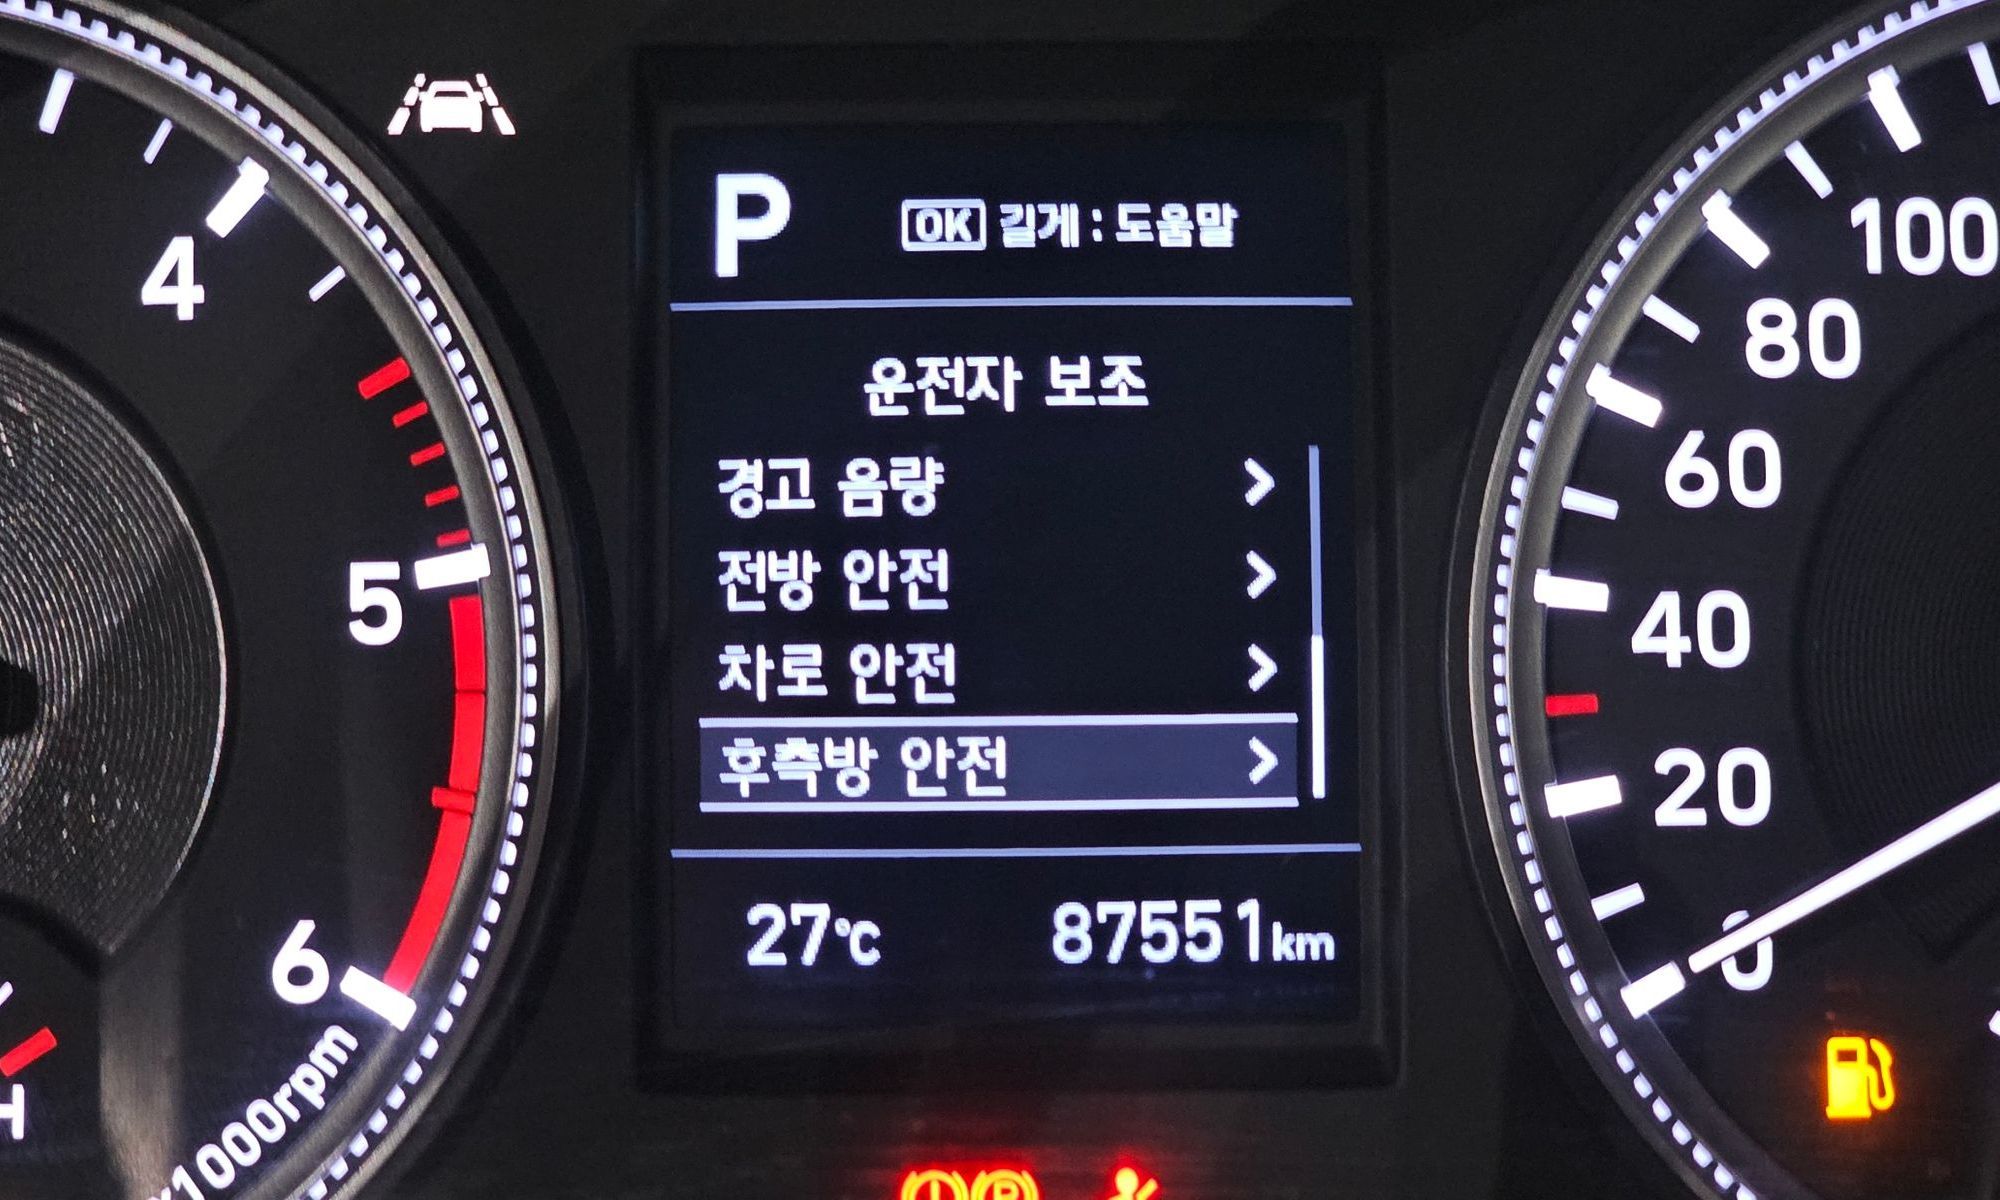 P
OK 길게 : 도움말
운전자 보조
경고 음량
전방 안전
차로 안전
후측방 안전
27°C 87551km
4
5
6
x1000rpm
H
100
80
60
40
20
0